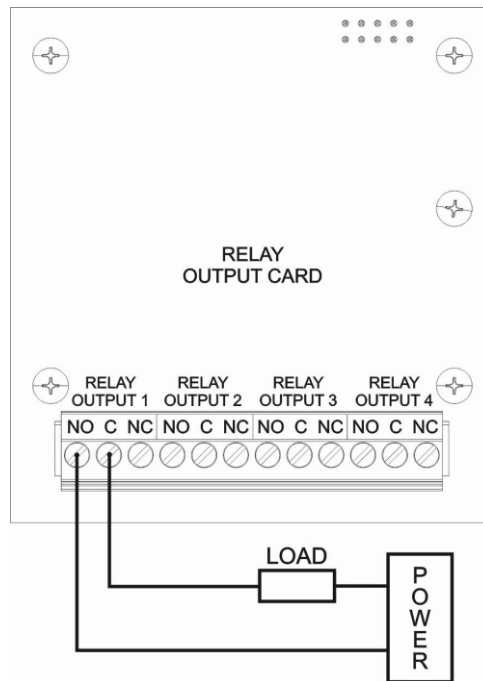 RELAY
OUTPUT CARD
RELAY OUTPUT 1 RELAY OUTPUT 2 RELAY OUTPUT 3 RELAY OUTPUT 4
NO C NC NO C NC NO C NC NO C NC
LOAD
POWER